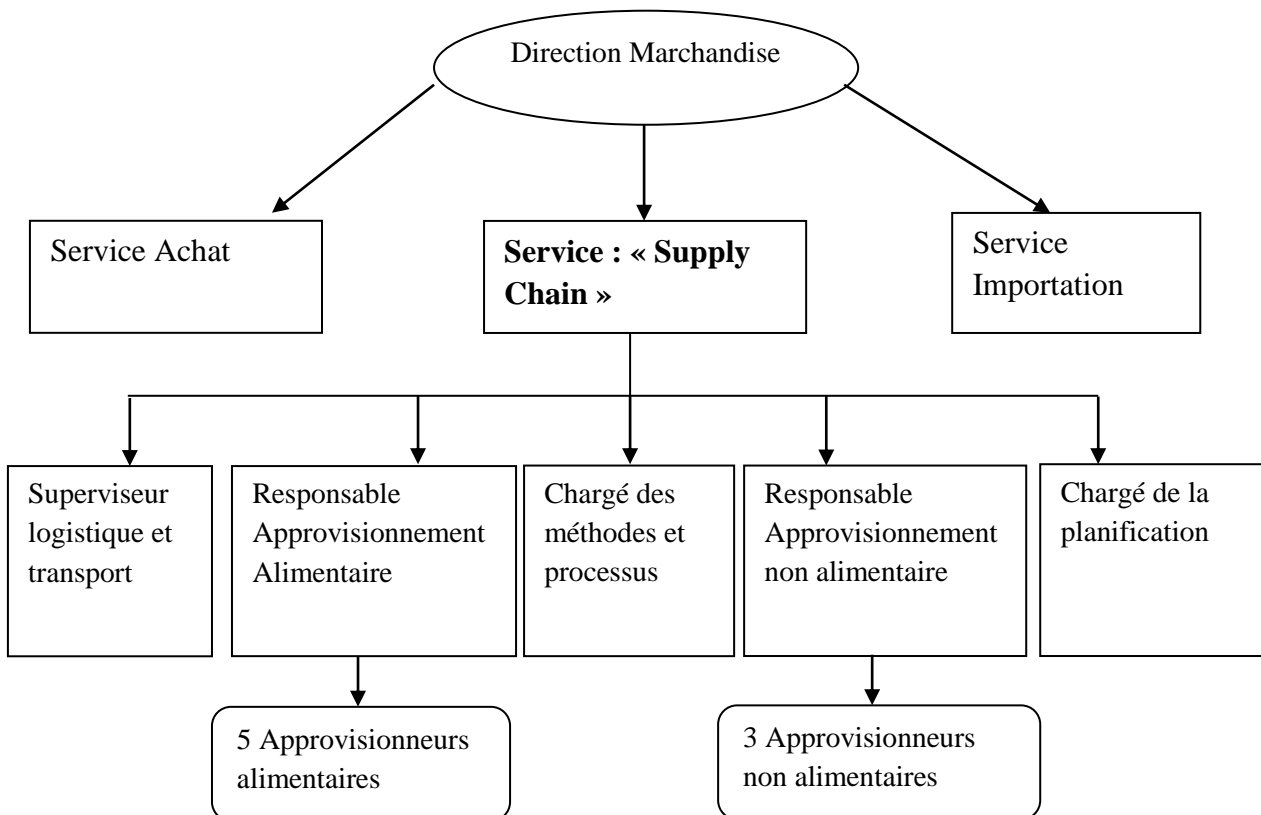 Direction Marchandise
Service Achat
Service : « Supply
Chain »
Service
Importation
Superviseur
logistique et
transport
Responsable
Approvisionnement
Alimentaire
Chargé des
méthodes et
processus
Responsable
Approvisionnement
non alimentaire
Chargé de la
planification
5 Approvisionneurs
alimentaires
3 Approvisionneurs
non alimentaires